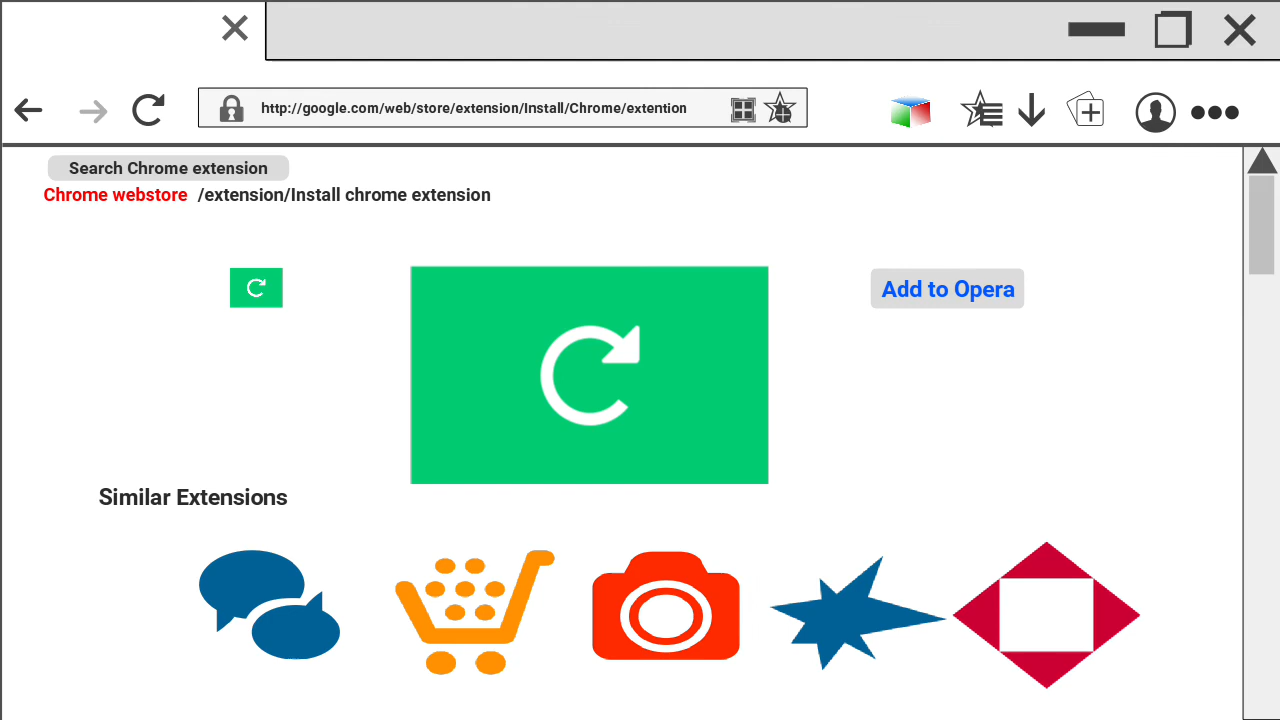 http://google.com/web/store/extension/Install/Chrome/extention
Search Chrome extension
Chrome webstore /extension/Install chrome extension
Add to Opera
Similar Extensions